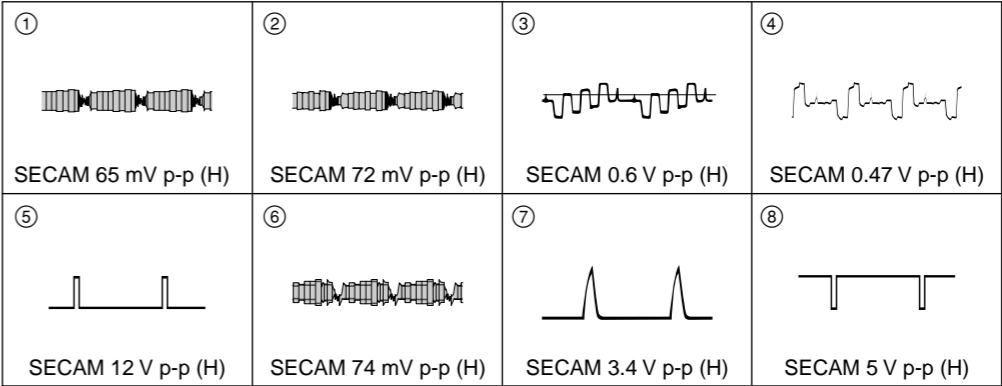 ①
SECAM 65 mV p-p (H)
②
SECAM 72 mV p-p (H)
③
SECAM 0.6 V p-p (H)
④
SECAM 0.47 V p-p (H)
⑤
SECAM 12 V p-p (H)
⑥
SECAM 74 mV p-p (H)
⑦
SECAM 3.4 V p-p (H)
⑧
SECAM 5 V p-p (H)